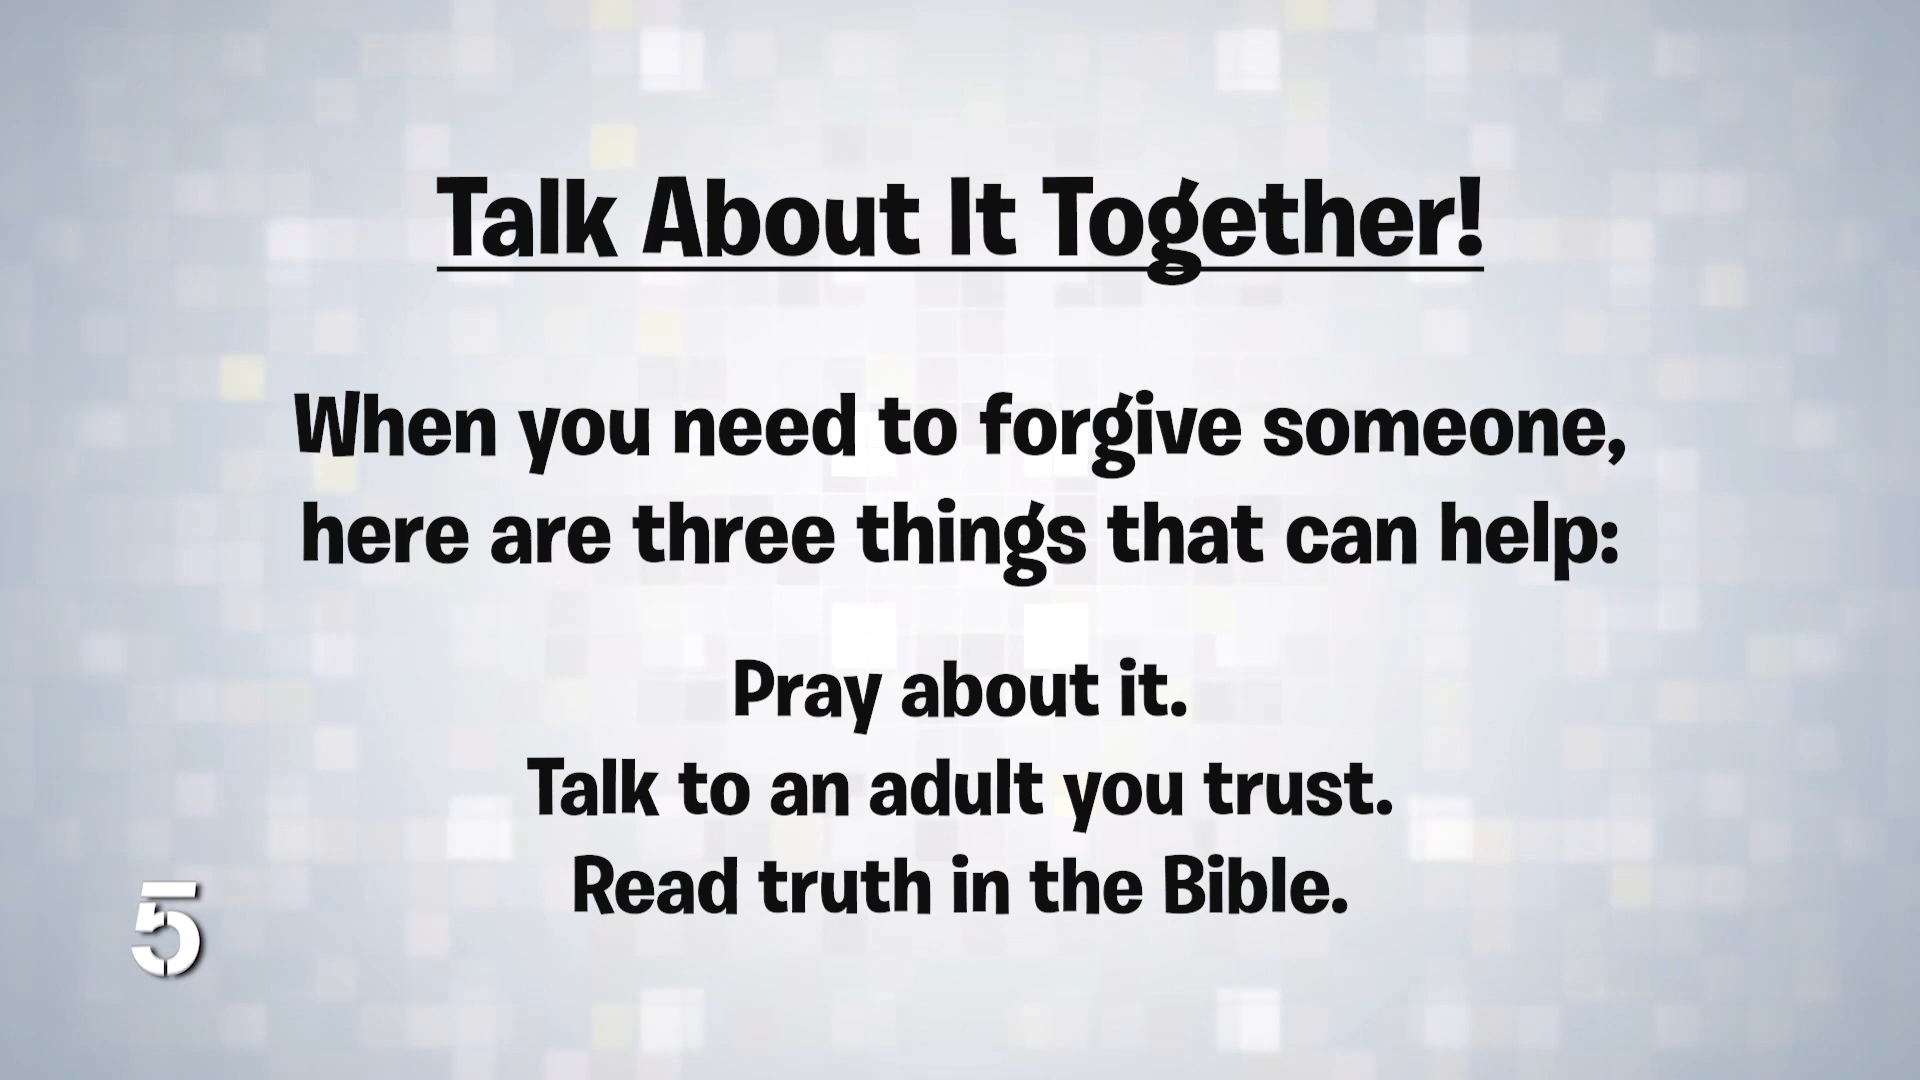 Talk About It Together!
When you need to forgive someone,
here are three things that can help:
Pray about it.
Talk to an adult you trust.
Read truth in the Bible.
5